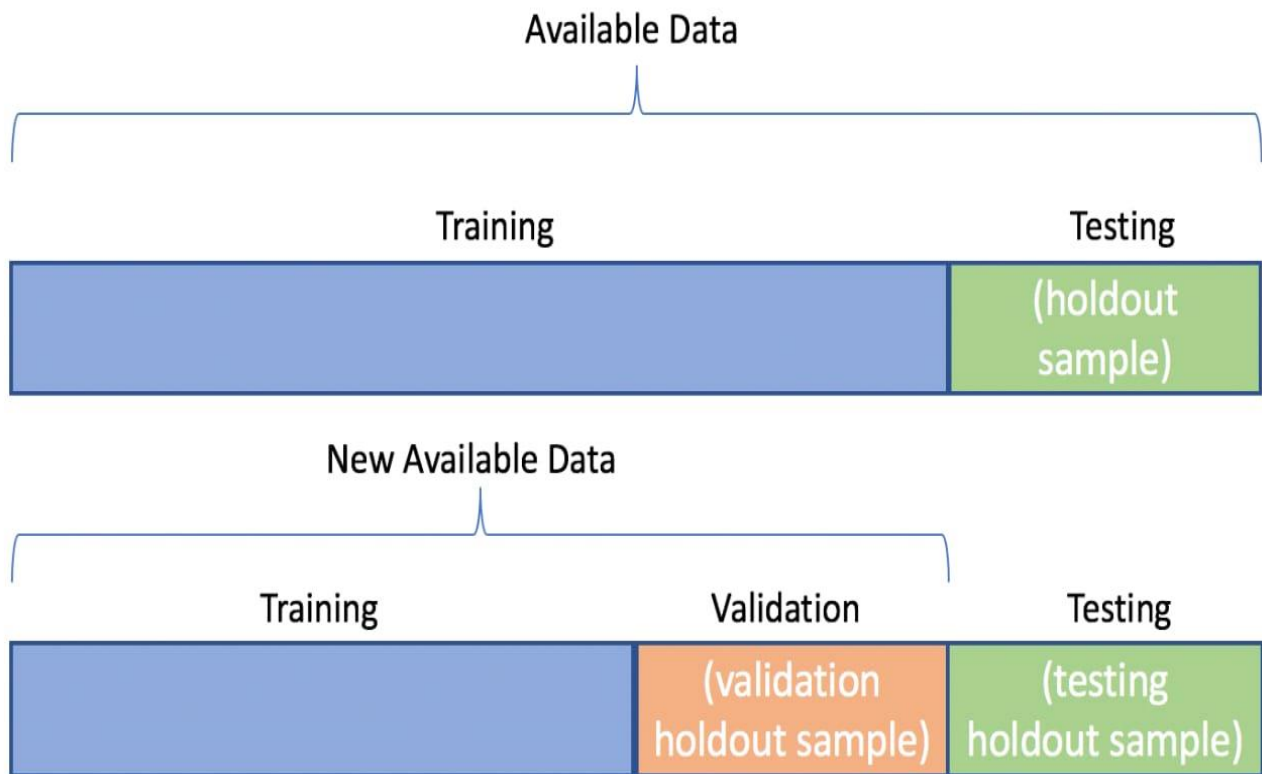 Available Data
Training
Testing
(holdout
sample)
New Available Data
Training
Validation
Testing
(validation
holdout sample)
(testing
holdout sample)